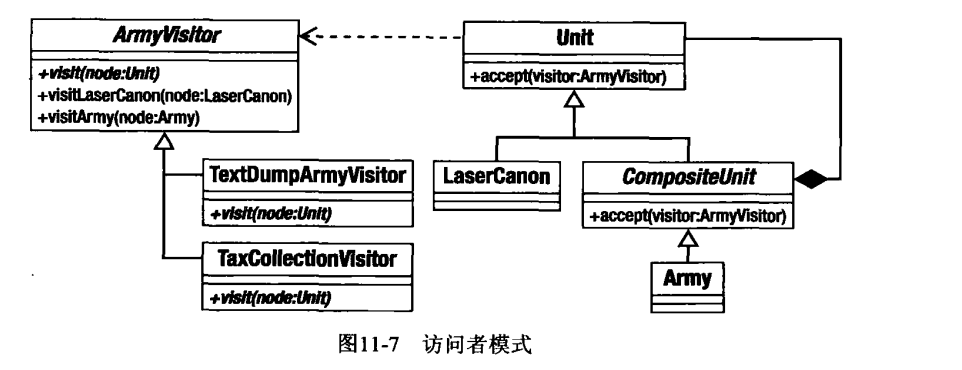 ArmyVisitor
+visit(node:Unit)
+visitLaserCanon(node:LaserCanon)
+visitArmy(node:Army)
Unit
+accept(visitor:ArmyVisitor)
TextDumpArmyVisitor
+visit(node:Unit)
TaxCollectionVisitor
+visit(node:Unit)
LaserCanon
CompositeUnit
+accept(visitor:ArmyVisitor)
Army
图11-7 访问者模式